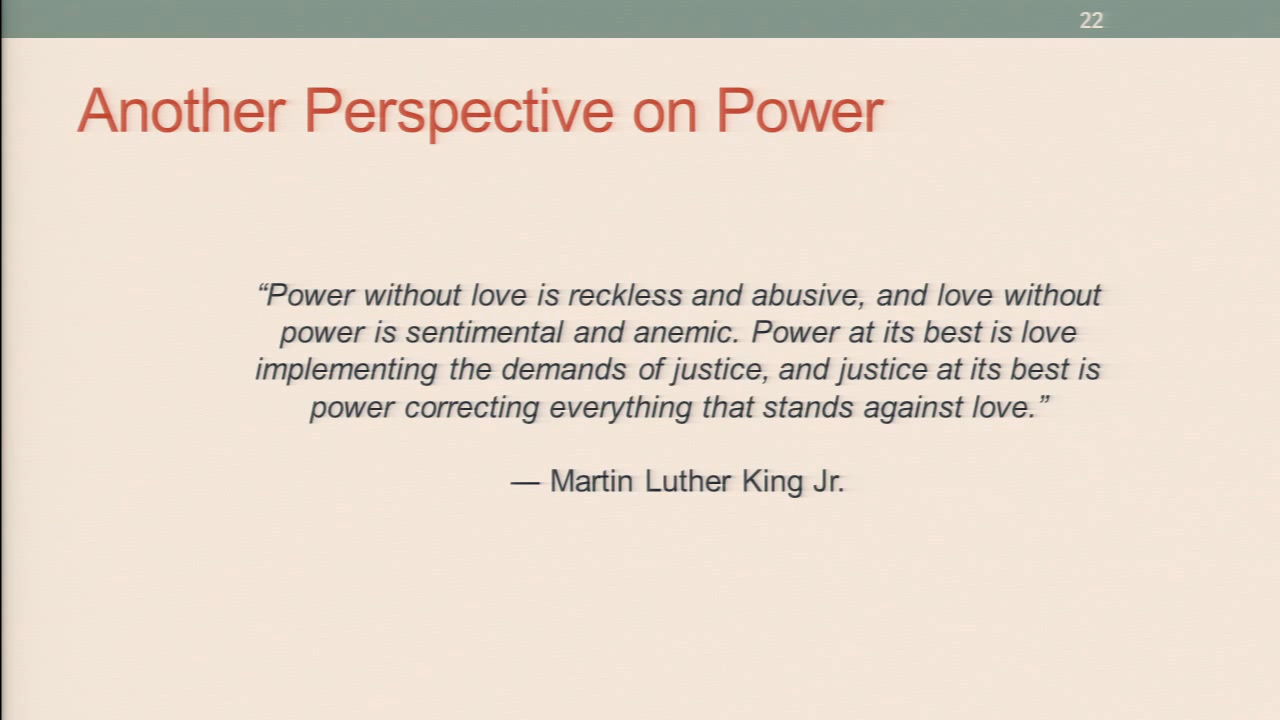 22
Another Perspective on Power
“Power without love is reckless and abusive, and love without
power is sentimental and anemic. Power at its best is love
implementing the demands of justice, and justice at its best is
power correcting everything that stands against love.”
— Martin Luther King Jr.